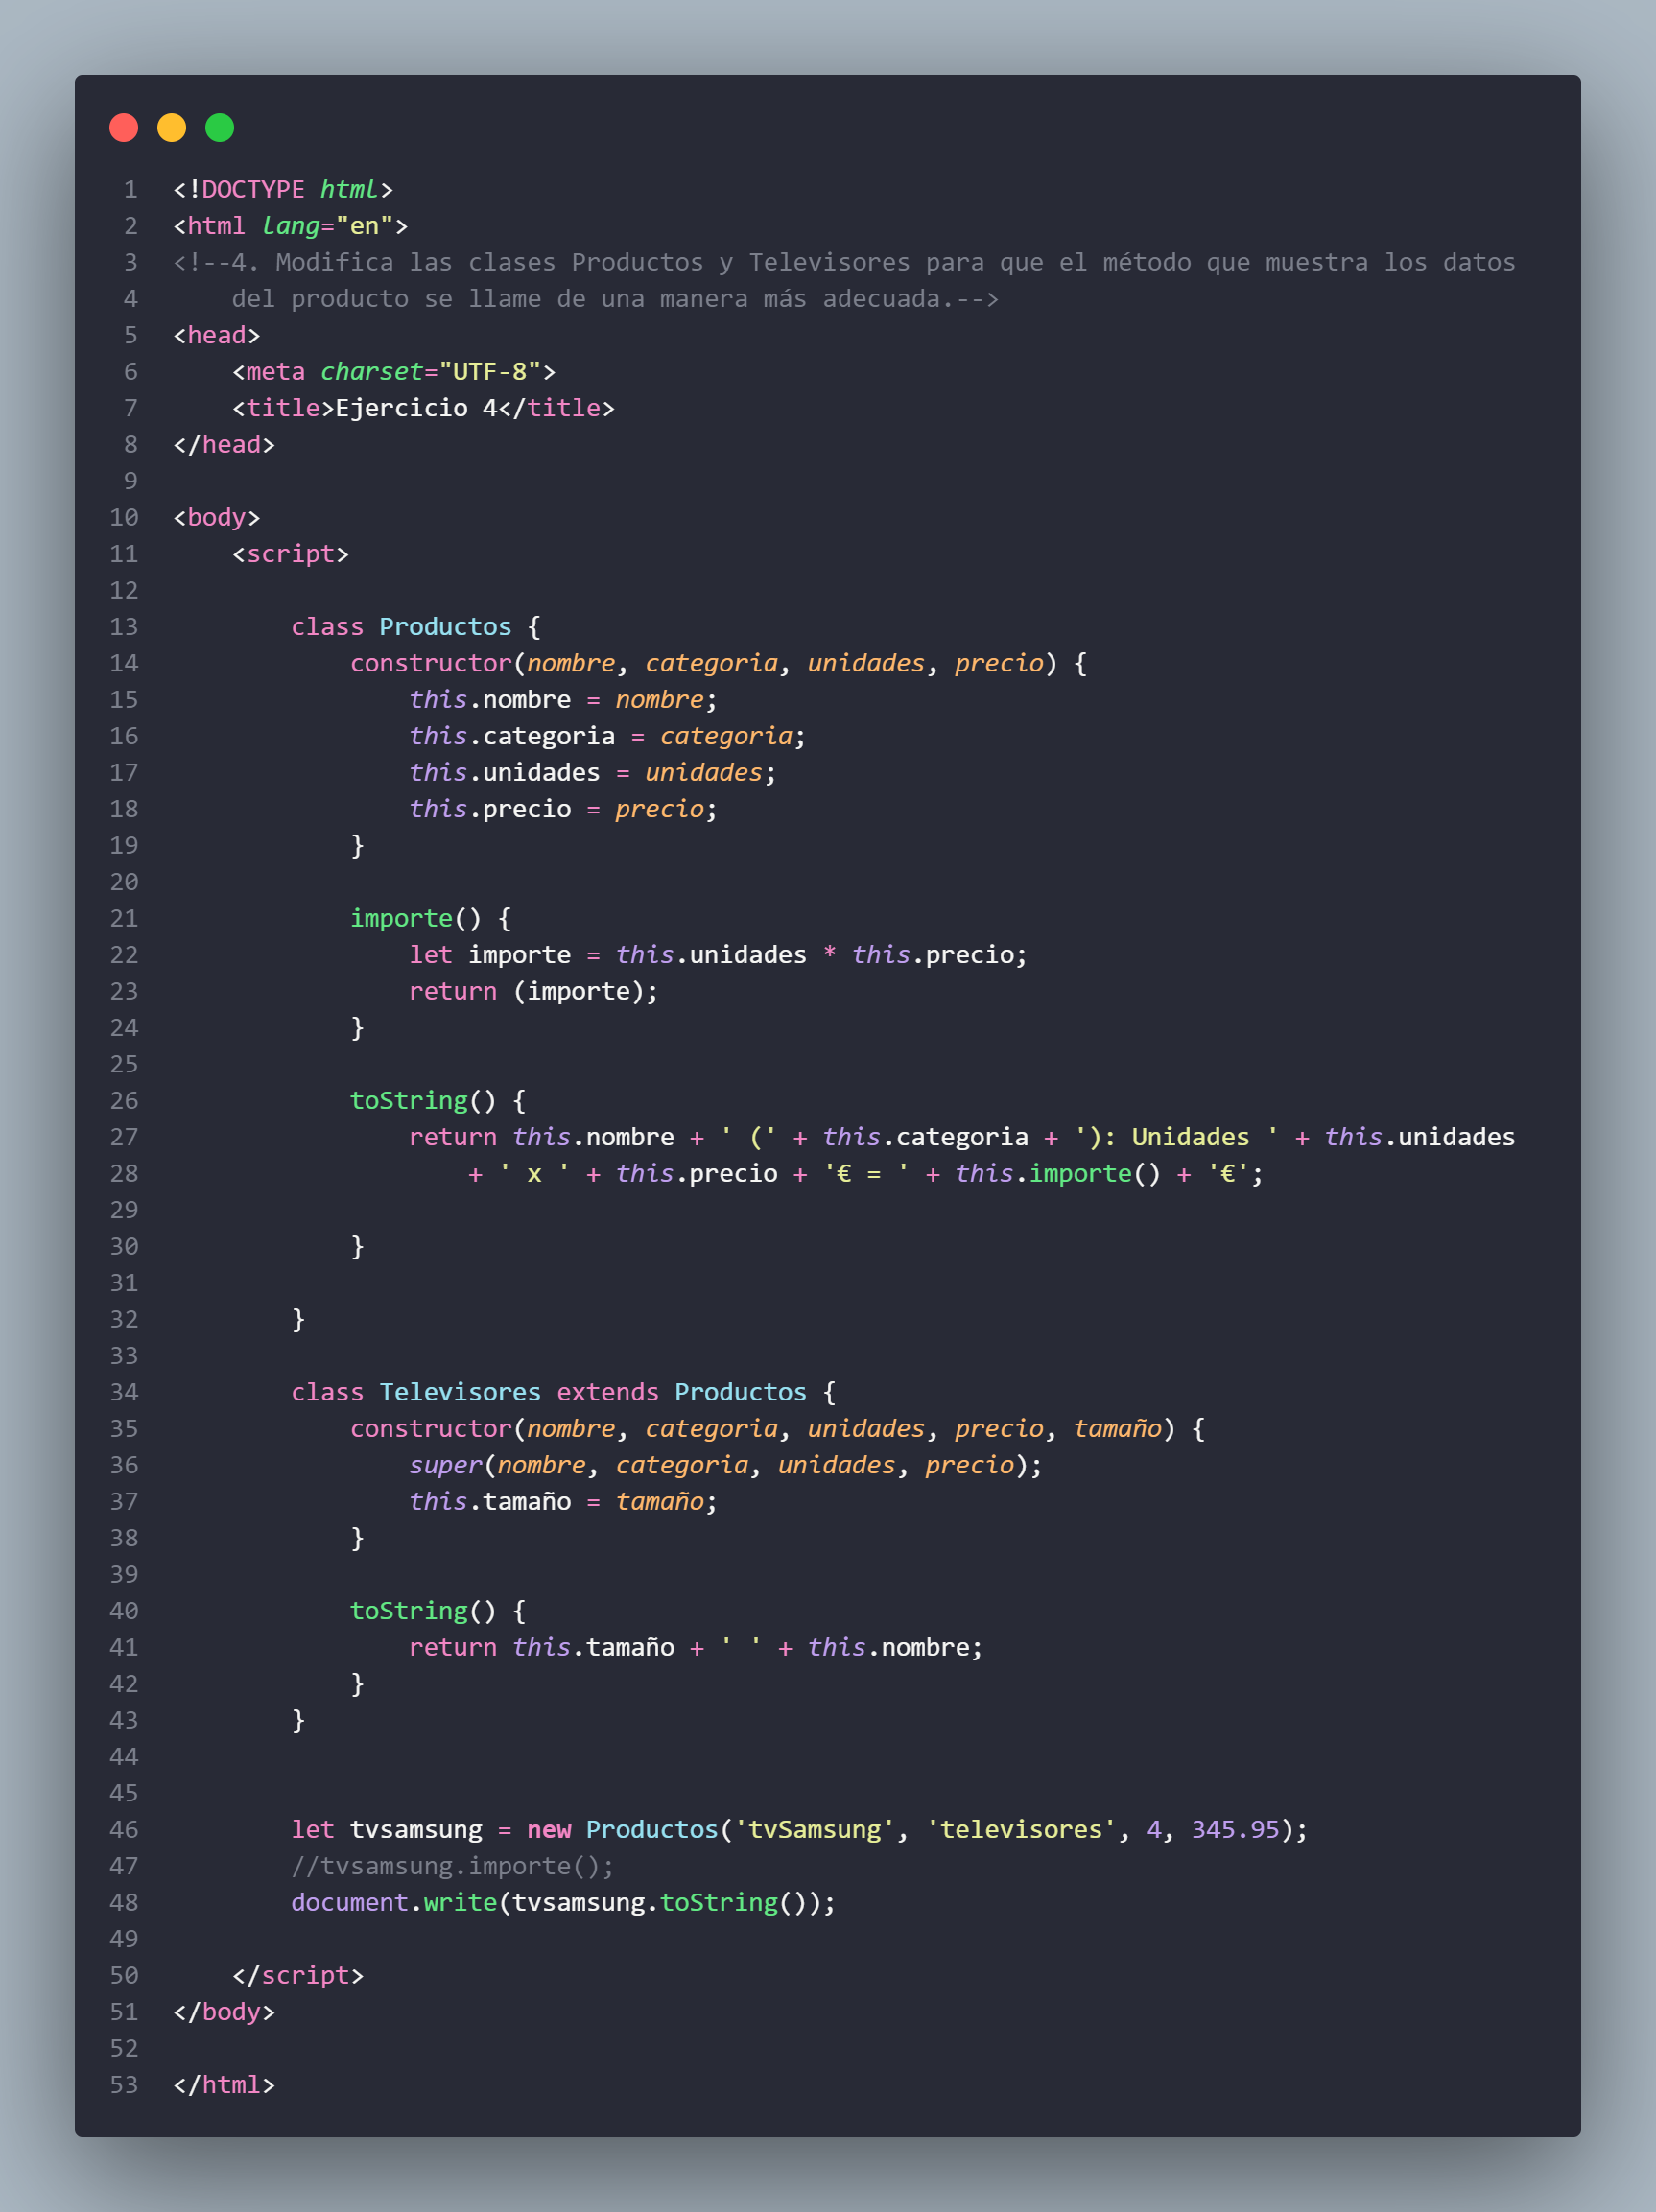 1 <!DOCTYPE html>
2 <html lang="en">
3 <!--4. Modifica las clases Productos y Televisores para que el método que muestra los datos
4     del producto se llame de una manera más adecuada.-->
5 <head>
6     <meta charset="UTF-8">
7     <title>Ejercicio 4</title>
8 </head>
9
10 <body>
11     <script>
12
13         class Productos {
14             constructor(nombre, categoria, unidades, precio) {
15                 this.nombre = nombre;
16                 this.categoria = categoria;
17                 this.unidades = unidades;
18                 this.precio = precio;
19             }
20
21             importe() {
22                 let importe = this.unidades * this.precio;
23                 return (importe);
24             }
25
26             toString() {
27                 return this.nombre + ' (' + this.categoria + '): Unidades ' + this.unidades
28                     + ' x ' + this.precio + '€ = ' + this.importe() + '€';
29
30             }
31
32         }
33
34         class Televisores extends Productos {
35             constructor(nombre, categoria, unidades, precio, tamaño) {
36                 super(nombre, categoria, unidades, precio);
37                 this.tamaño = tamaño;
38             }
39
40             toString() {
41                 return this.tamaño + ' ' + this.nombre;
42             }
43         }
44
45
46         let tvsamsung = new Productos('tvSamsung', 'televisores', 4, 345.95);
47         //tvsamsung.importe();
48         document.write(tvsamsung.toString());
49
50     </script>
51 </body>
52
53 </html>